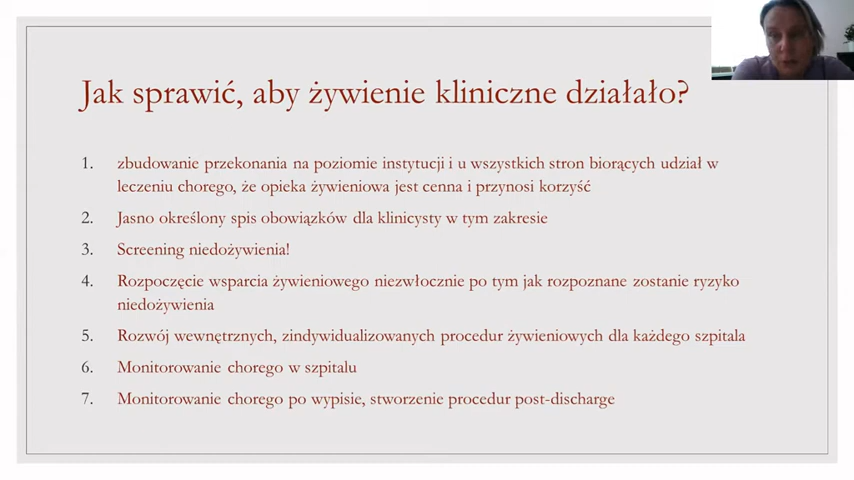 Jak sprawić, aby żywienie kliniczne działało?
1. zbudowanie przekonania na poziomie instytucji i u wszystkich stron biorących udział w
leczeniu chorego, że opieka żywieniowa jest cenna i przynosi korzyść
2. Jasno określony spis obowiązków dla klinicysty w tym zakresie
3. Screening niedożywienia!
4. Rozpoczęcie wsparcia żywieniowego niezwłocznie po tym jak rozpoznane zostanie ryzyko
niedożywienia
5. Rozwój wewnętrznych, zindywidualizowanych procedur żywieniowych dla każdego szpitala
6. Monitorowanie chorego w szpitalu
7. Monitorowanie chorego po wypisie, stworzenie procedur post-discharge